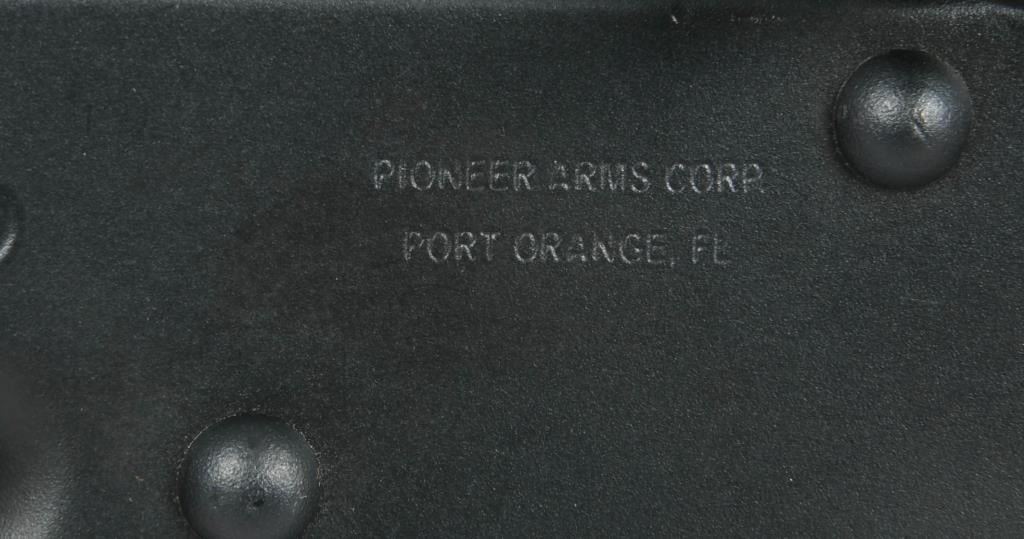 PIONEER ARMS CORP.
PORT ORANGE, FL